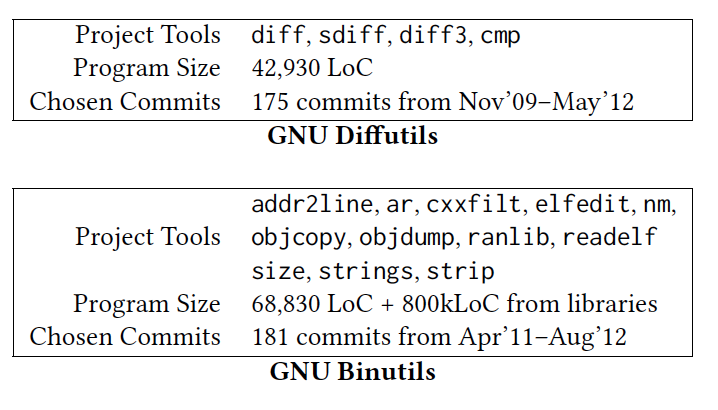 Project Tools diff, sdiff, diff3, cmp
Program Size 42,930 LoC
Chosen Commits 175 commits from Nov’09–May’12
GNU Diffutils
addr2line, ar, cxxfilt, elfedit, nm,
Project Tools objcopy, objdump, ranlib, readelf
size, strings, strip
Program Size 68,830 LoC + 800kLoC from libraries
Chosen Commits 181 commits from Apr’11–Aug’12
GNU Binutils